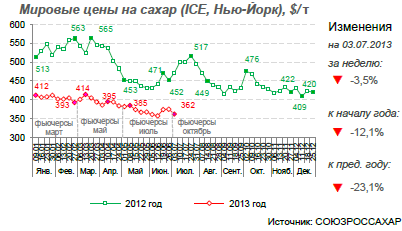 Мировые цены на сахар (ICE, Нью-Йорк), $/т
600
550
500
450
400
350
300
513
563
565
453
471
452
517
449
476
422
409
420
412
393
414
395
385
362
фьючерсы март
фьючерсы май
фьючерсы июль
фьючерсы октябрь
Янв.
Фев.
Мар.
Апр.
Май.
Июн.
Июл.
Авг.
Сент.
Окт.
Нояб.
Дек.
2012 год
2013 год
Изменения
на 03.07.2013
за неделю:
-3,5%
к началу года:
-12,1%
к пред. году:
-23,1%
Источник: СОЮЗРОССАХАР